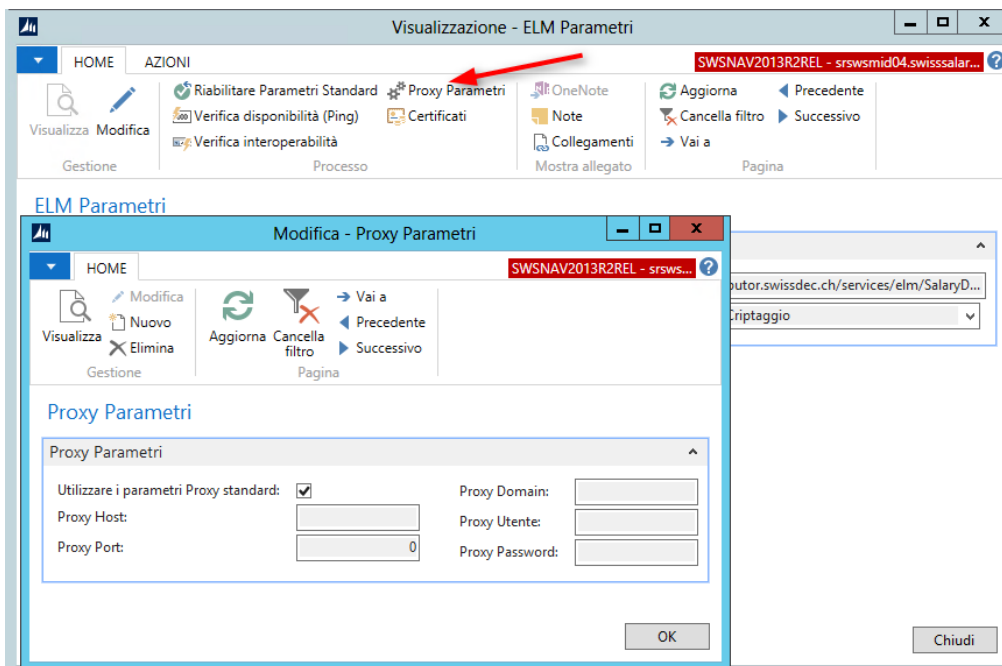 Visualizzazione - ELM Parametri
HOME AZIONI SWSNAV2013R2REL - srswsmid04.swisssalar...
Visualizza Modifica
Riabilitare Parametri Standard Proxy Parametri
Verifica disponibilità (Ping) Certificati
Verifica interoperabilità
OneNote
Note
Collegamenti
Aggiorna Precedente
Cancella filtro Successivo
Vai a
Gestione Processo Mostra allegato Pagina
ELM Parametri
butor.swissdec.ch/services/elm/SalaryD...
Criptaggio
Chiudi
Modifica - Proxy Parametri
HOME SWSNAV2013R2REL - srsws...
Visualizza
Modifica
Nuovo
Elimina
Aggiorna Cancella
filtro
Vai a
Precedente
Successivo
Gestione Pagina
Proxy Parametri
Proxy Parametri
Utilizzare i parametri Proxy standard:
Proxy Host:
Proxy Port: 0
Proxy Domain:
Proxy Utente:
Proxy Password:
OK